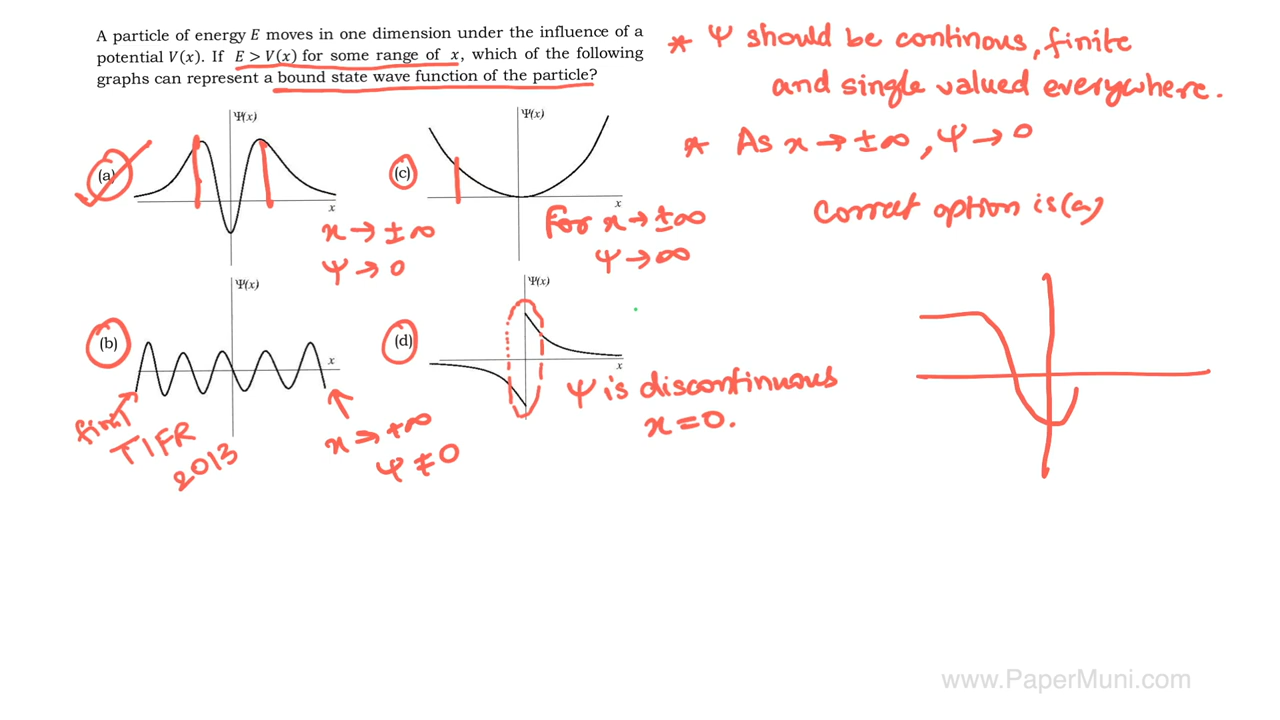 A particle of energy E moves in one dimension under the influence of a
potential V(x). If E > V(x) for some range of x, which of the following
graphs can represent a bound state wave function of the particle?
* Ψ should be continous, finite
and single valued everywhere.
* As x → ±∞, Ψ → 0
Correct option is (a)
Ψ(x)
(a)
x
x → ±∞
Ψ → 0
Ψ(x)
(c)
x
For x → ±∞
Ψ → ∞
Ψ(x)
(b)
x
TIFR
2013
x → +∞
Ψ ≠ 0
Ψ(x)
(d)
x
Ψ is discontinuous
x = 0.
www.PaperMuni.com